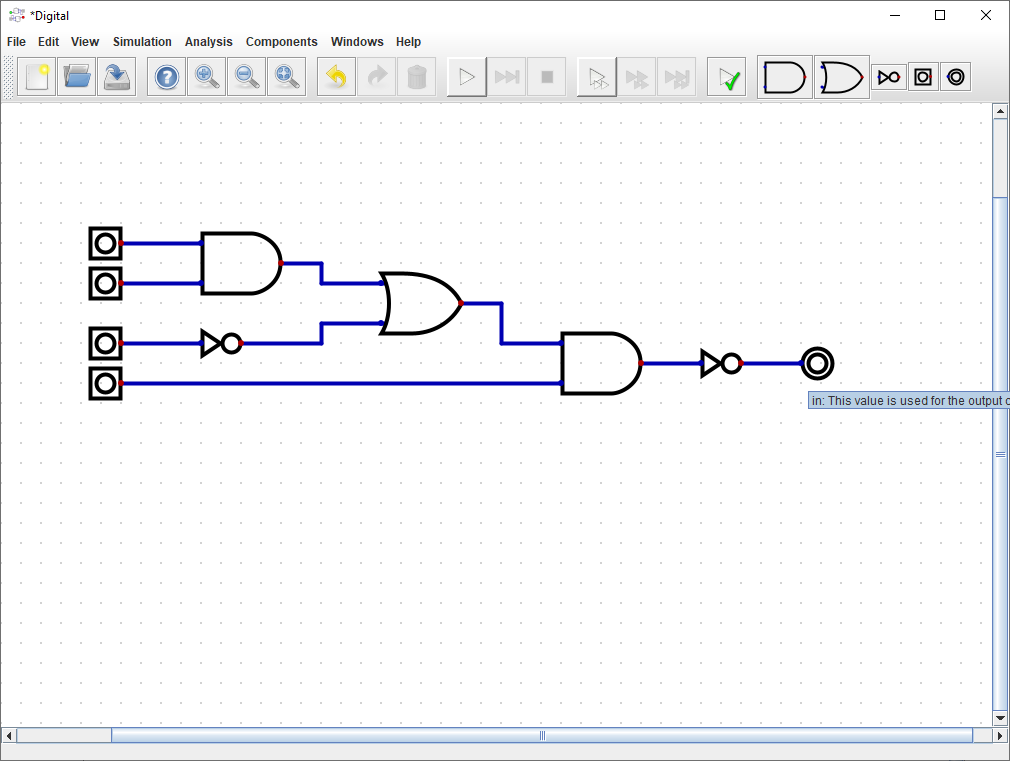 *Digital
File Edit View Simulation Analysis Components Windows Help
in: This value is used for the output